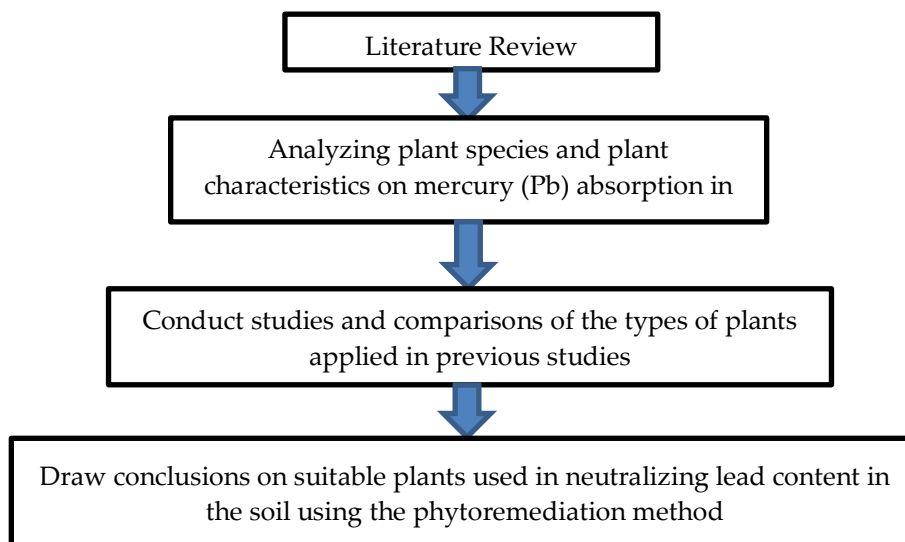 Literature Review
Analyzing plant species and plant
characteristics on mercury (Pb) absorption in
Conduct studies and comparisons of the types of plants
applied in previous studies
Draw conclusions on suitable plants used in neutralizing lead content in
the soil using the phytoremediation method